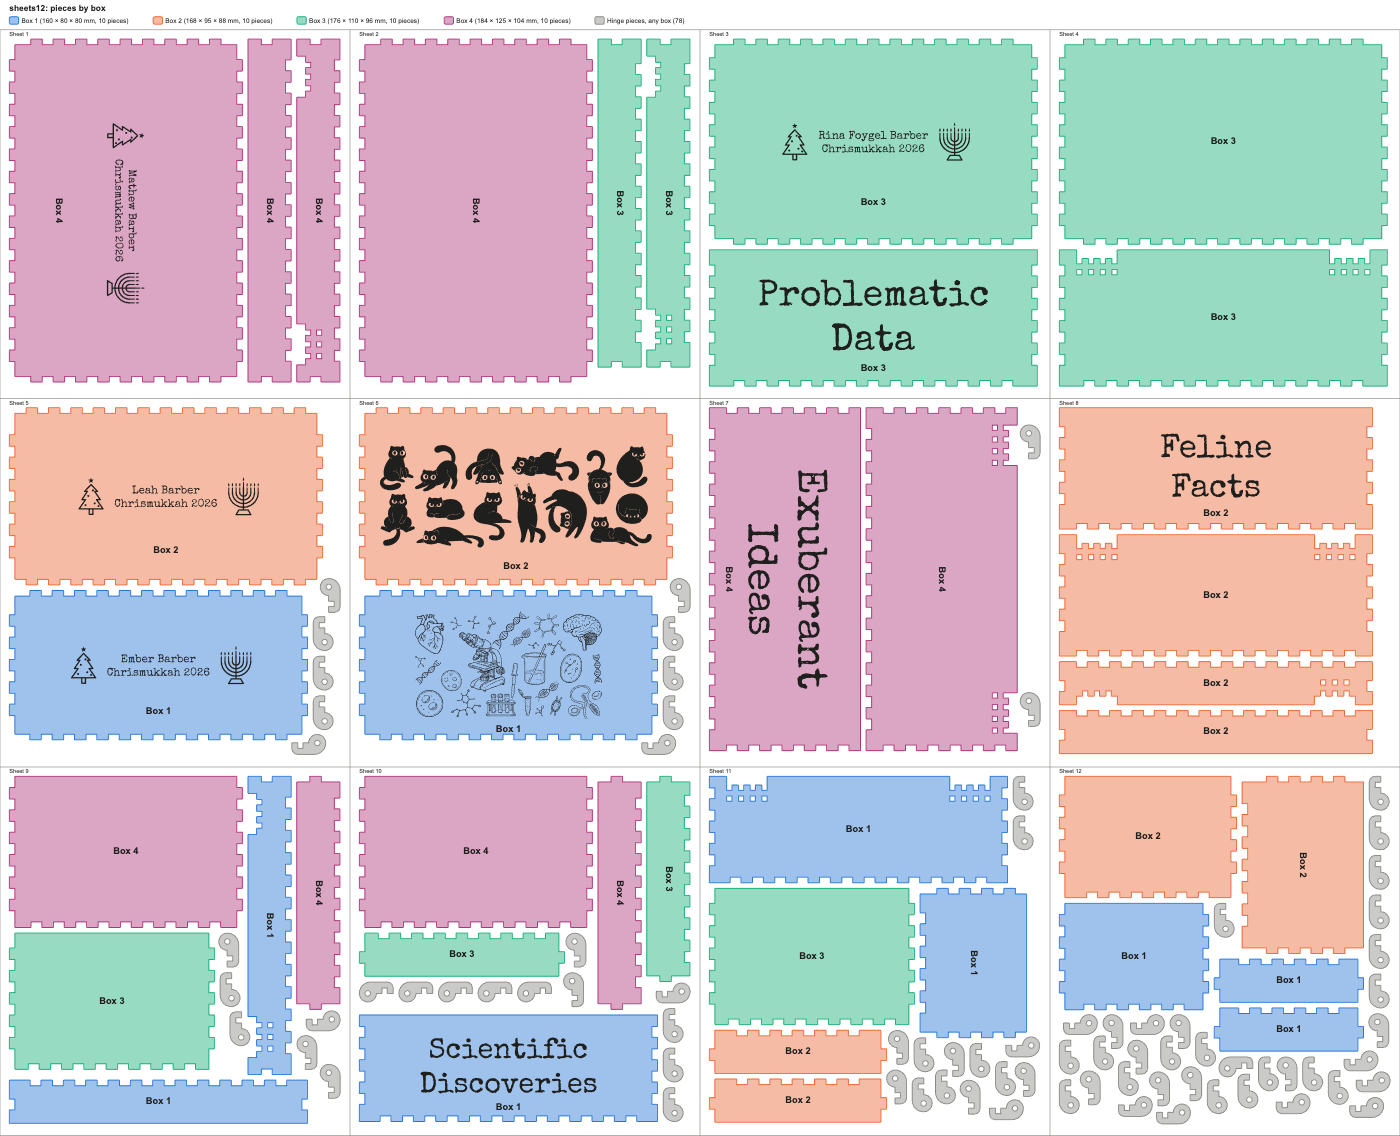 sheets12: pieces by box
Box 1 (160 × 80 × 80 mm, 10 pieces)
Box 2 (168 × 95 × 88 mm, 10 pieces)
Box 3 (176 × 110 × 96 mm, 10 pieces)
Box 4 (184 × 125 × 104 mm, 10 pieces)
Hinge pieces, any box (78)
Sheet 1
Box 4
Mathew Barber
Chrismukkah 2026
Box 4
Box 4
Sheet 2
Box 4
Box 3
Box 3
Sheet 3
Rina Foygel Barber
Chrismukkah 2026
Box 3
Problematic
Data
Box 3
Sheet 4
Box 3
Box 3
Sheet 5
Leah Barber
Chrismukkah 2026
Box 2
Ember Barber
Chrismukkah 2026
Box 1
Sheet 6
Box 2
Box 1
Sheet 7
Exuberant
Ideas
Box 4
Box 4
Sheet 8
Feline
Facts
Box 2
Box 2
Box 2
Box 2
Sheet 9
Box 4
Box 1
Box 4
Box 3
Box 1
Sheet 10
Box 4
Box 4
Box 3
Box 3
Scientific
Discoveries
Box 1
Sheet 11
Box 1
Box 3
Box 1
Box 2
Box 2
Sheet 12
Box 2
Box 2
Box 1
Box 1
Box 1